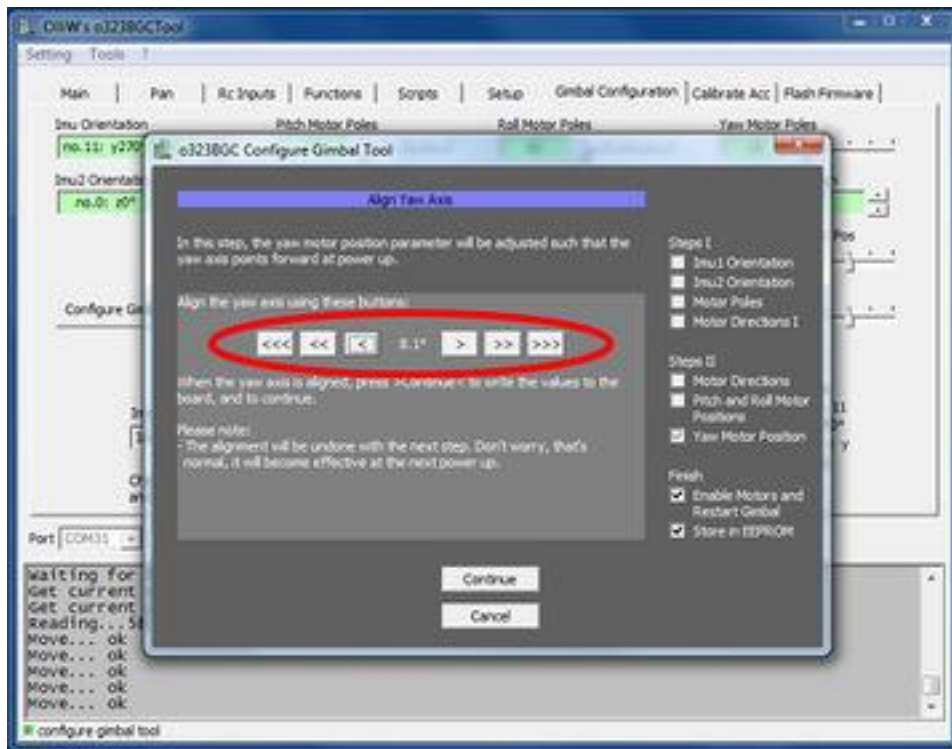 OlliW's o323BGCTool
Setting Tools ?
Main Pan Rc Inputs Functions Scripts Setup Gimbal Configuration Calibrate Acc Flash Firmware
Imu Orientation Pitch Motor Poles Roll Motor Poles Yaw Motor Poles
no.11: y270°
o323BGC Configure Gimbal Tool
Imu2 Orientation
no.0: z0°
Align Yaw Axis
In this step, the yaw motor position parameter will be adjusted such that the
yaw axis points forward at power up.
Align the yaw axis using these buttons:
<<< << < 8.1° > >> >>>
When the yaw axis is aligned, press >Continue< to write the values to the
board, and to continue.
Please note:
- The alignment will be undone with the next step. Don't worry, that's
normal, it will become effective at the next power up.
Steps I
Imu1 Orientation
Imu2 Orientation
Motor Poles
Motor Directions I
Steps II
Motor Directions
Pitch and Roll Motor
Positions
Yaw Motor Position
Finish
Enable Motors and
Restart Gimbal
Store in EEPROM
Continue
Cancel
Pos
Configure Gi
Port COM31
Waiting for
Get current
Get current
Reading...
Move... ok
Move... ok
Move... ok
Move... ok
Move... ok
configure gimbal tool